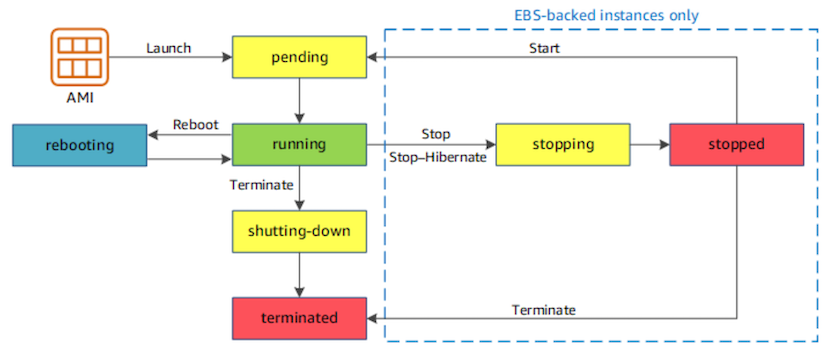 EBS-backed instances only
Launch
pending
Start
AMI
rebooting
Reboot
running
Stop
Stop–Hibernate
stopping
stopped
Terminate
shutting-down
terminated
Terminate